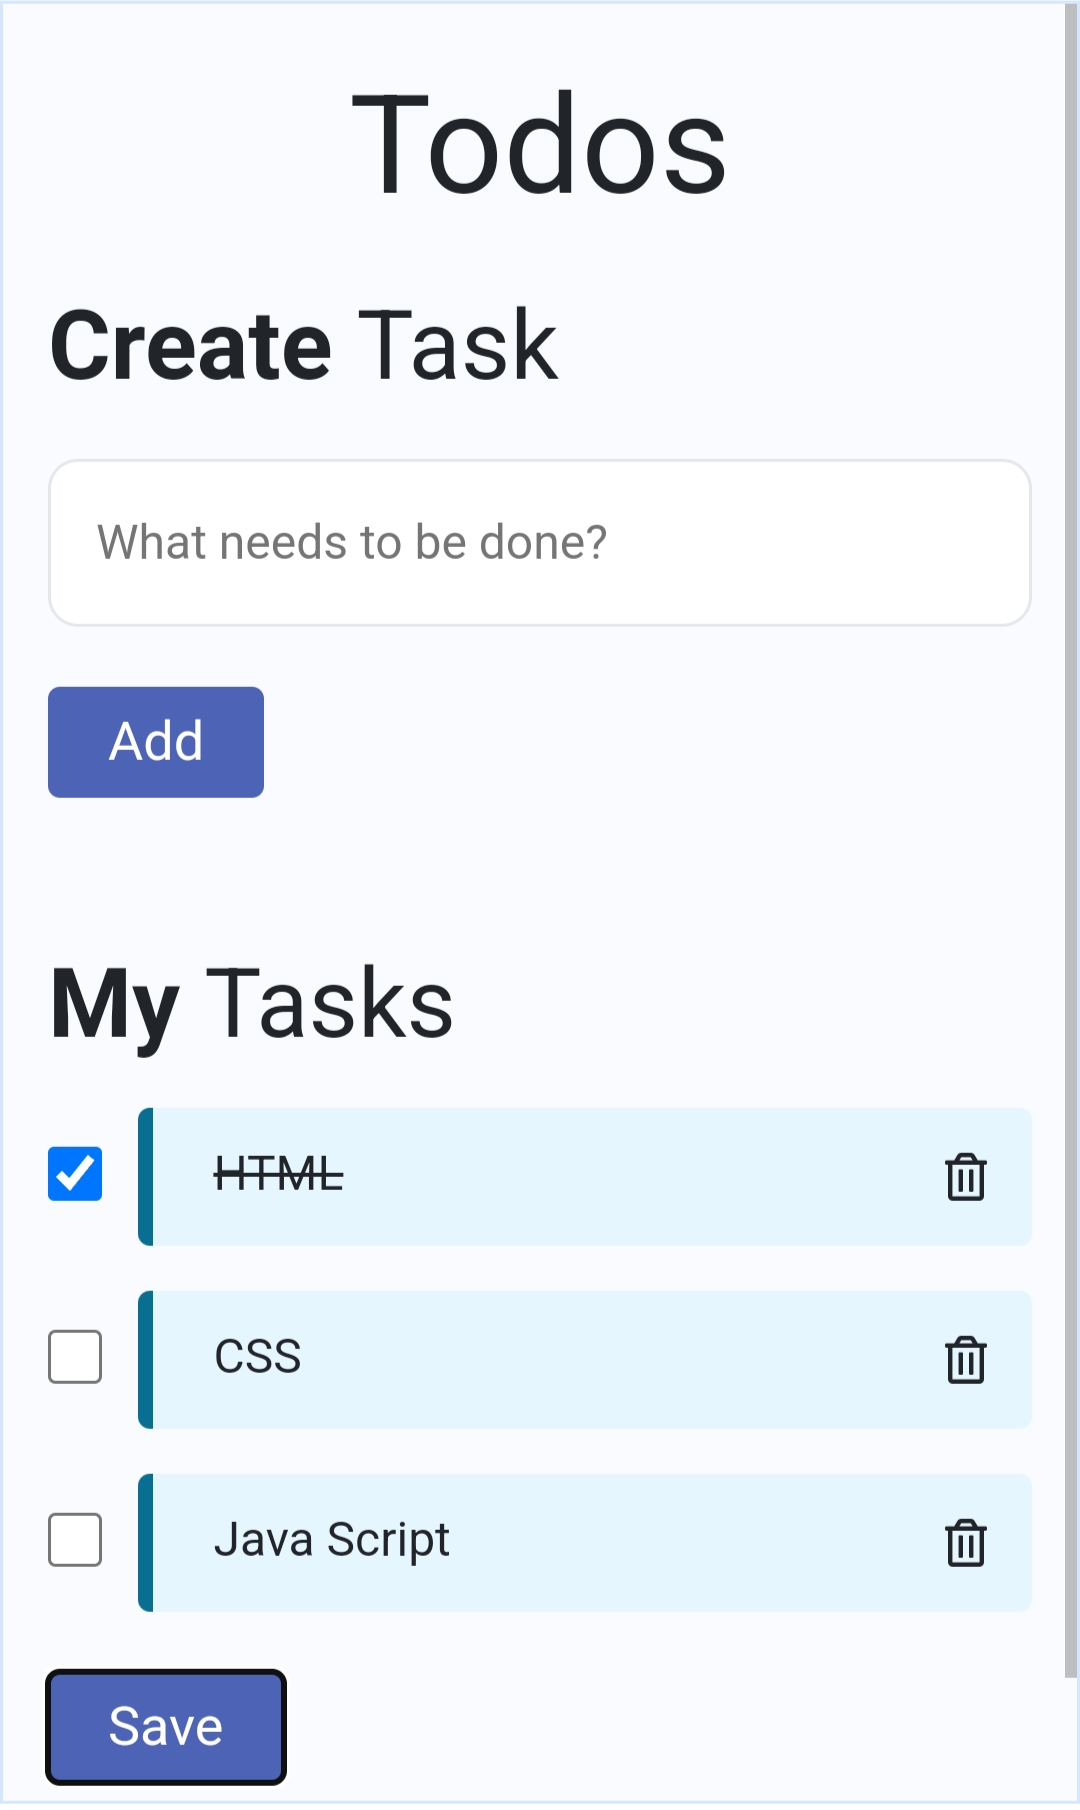 Todos
Create Task
What needs to be done?
Add
My Tasks
HTML
CSS
Java Script
Save